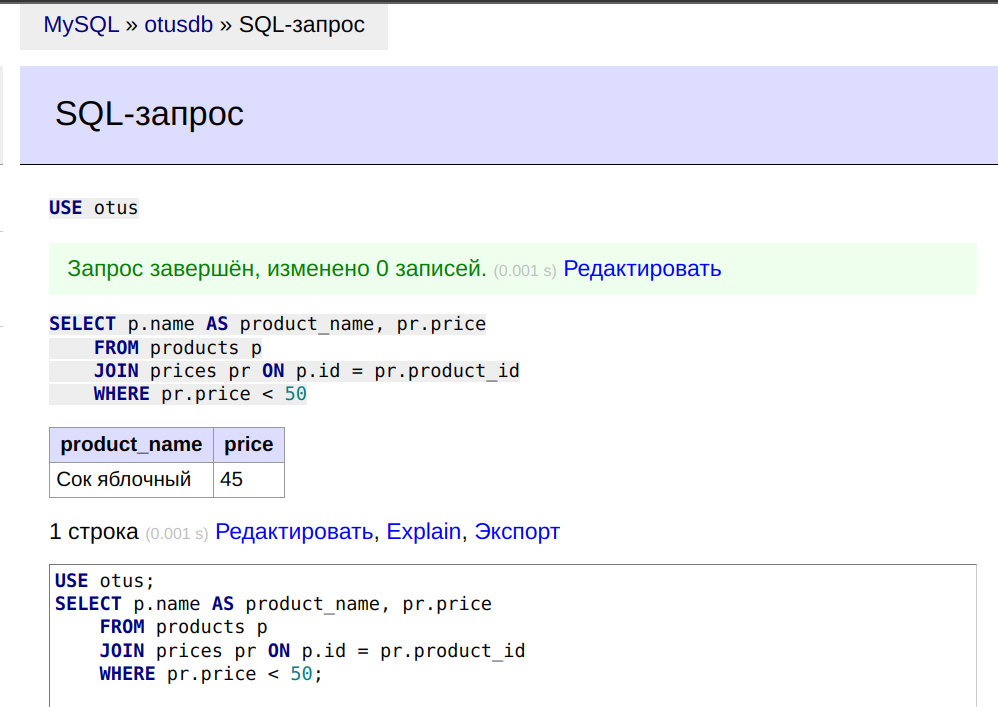 MySQL » otusdb » SQL-запрос
SQL-запрос
USE otus
Запрос завершён, изменено 0 записей. (0.001 s) Редактировать
SELECT p.name AS product_name, pr.price
    FROM products p
    JOIN prices pr ON p.id = pr.product_id
    WHERE pr.price < 50
product_name price
Сок яблочный 45
1 строка (0.001 s) Редактировать, Explain, Экспорт
USE otus;
SELECT p.name AS product_name, pr.price
    FROM products p
    JOIN prices pr ON p.id = pr.product_id
    WHERE pr.price < 50;